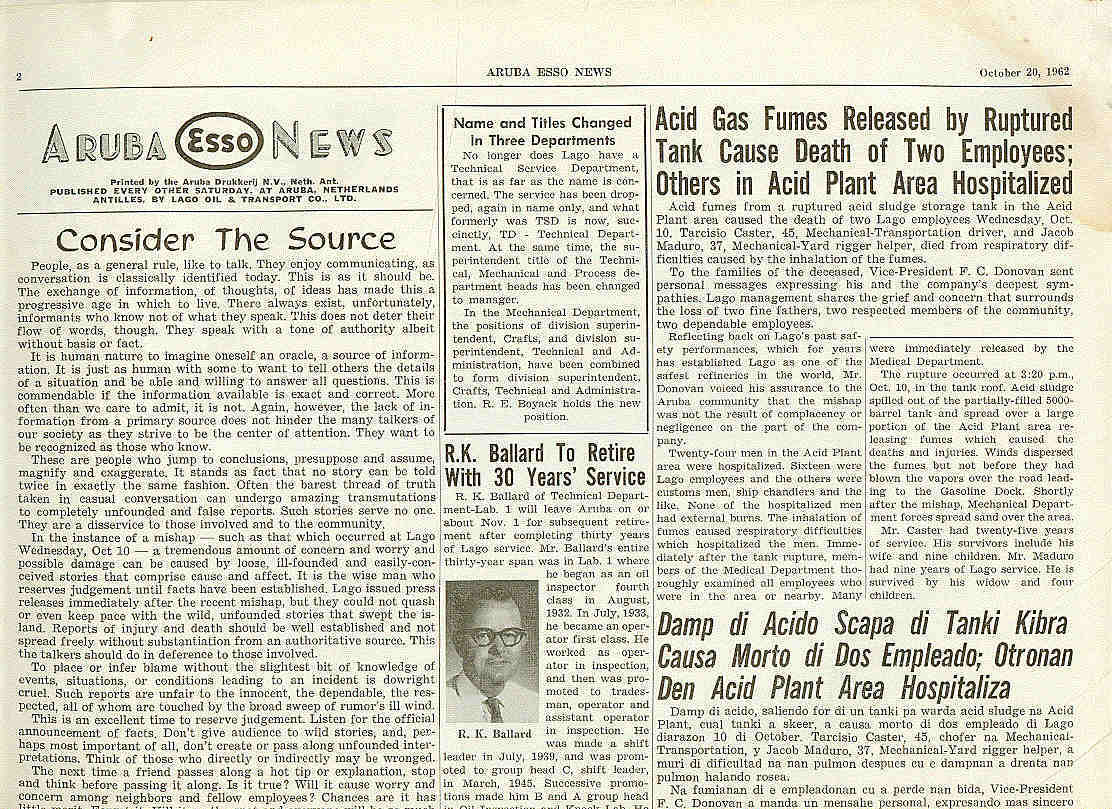 2
ARUBA ESSO NEWS
October 20, 1962
ARUBA Esso NEWS
Printed by the Aruba Drukkerij N.V., Neth. Ant.
PUBLISHED EVERY OTHER SATURDAY, AT ARUBA, NETHERLANDS
ANTILLES, BY LAGO OIL & TRANSPORT CO., LTD.
Consider The Source
People, as a general rule, like to talk. They enjoy communicating, as
conversation is classically identified today. This is as it should be.
The exchange of information, of thoughts, of ideas has made this a
progressive age in which to live. There always exist, unfortunately,
informants who know not of what they speak. This does not deter their
flow of words, though. They speak with a tone of authority albeit
without basis or fact.
It is human nature to imagine oneself an oracle, a source of inform-
ation. It is just as human with some to want to tell others the details
of a situation and be able and willing to answer all questions. This is
commendable if the information available is exact and correct. More
often than we care to admit, it is not. Again, however, the lack of in-
formation from a primary source does not hinder the many talkers of
our society as they strive to be the center of attention. They want to
be recognized as those who know.
These are people who jump to conclusions, presuppose and assume,
magnify and exaggerate. It stands as fact that no story can be told
twice in exactly the same fashion. Often the barest thread of truth
taken in casual conversation can undergo amazing transmutations
to completely unfounded and false reports. Such stories serve no one.
They are a disservice to those involved and to the community.
In the instance of a mishap — such as that which occurred at Lago
Wednesday, Oct 10 — a tremendous amount of concern and worry and
possible damage can be caused by loose, ill-founded and easily-con-
ceived stories that comprise cause and affect. It is the wise man who
reserves judgement until facts have been established. Lago issued press
releases immediately after the recent mishap, but they could not quash
or even keep pace with the wild, unfounded stories that swept the is-
land. Reports of injury and death should be well established and not
spread freely without substantiation from an authoritative source. This
the talkers should do in deference to those involved.
To place or infer blame without the slightest bit of knowledge of
events, situations, or conditions leading to an incident is dowright
cruel. Such reports are unfair to the innocent, the dependable, the res-
pected, all of whom are touched by the broad sweep of rumor's ill wind.
This is an excellent time to reserve judgement. Listen for the official
announcement of facts. Don't give audience to wild stories, and, per-
haps most important of all, don't create or pass along unfounded inter-
pretations. Think of those who directly or indirectly may be wronged.
The next time a friend passes along a hot tip or explanation, stop
and think before passing it along. Is it true? Will it cause worry and
concern among neighbors and fellow employees? Chances are it has
Name and Titles Changed
In Three Departments
No longer does Lago have a
Technical Service Department,
that is as far as the name is con-
cerned. The service has been drop-
ped, again in name only, and what
formerly was TSD is now, suc-
cinctly, TD - Technical Depart-
ment. At the same time, the su-
perintendent title of the Techni-
cal, Mechanical and Process de-
partment heads has been changed
to manager.
In the Mechanical Department,
the positions of division superin-
tendent, Crafts, and division su-
perintendent, Technical and Ad-
ministration, have been combined
to form division superintendent,
Crafts, Technical and Administra-
tion. R. E. Boyack holds the new
position.
R.K. Ballard To Retire
With 30 Years' Service
R. K. Ballard of Technical Depart-
ment-Lab. 1 will leave Aruba on or
about Nov. 1 for subsequent retire-
ment after completing thirty years
of Lago service. Mr. Ballard's entire
thirty-year span was in Lab. 1 where
he began as an oil
inspector fourth
class in August,
1932. In July, 1933,
he became an oper-
ator first class. He
worked as oper-
ator in inspection,
and then was pro-
moted to trades-
man, operator and
assistant operator
in inspection. He
was made a shift
R. K. Ballard
leader in July, 1939, and was prom-
oted to group head C, shift leader,
in March, 1945. Successive promo-
tions made him B and A group head
in Oil Inspection and Knock Lab. He
Acid Gas Fumes Released by Ruptured
Tank Cause Death of Two Employees;
Others in Acid Plant Area Hospitalized
Acid fumes from a ruptured acid sludge storage tank in the Acid
Plant area caused the death of two Lago employees Wednesday, Oct.
10. Tarcisio Caster, 45, Mechanical-Transportation driver, and Jacob
Maduro, 37, Mechanical-Yard rigger helper, died from respiratory dif-
ficulties caused by the inhalation of the fumes.
To the families of the deceased, Vice-President F. C. Donovan sent
personal messages expressing his and the company's deepest sym-
pathies. Lago management shares the grief and concern that surrounds
the loss of two fine fathers, two respected members of the community,
two dependable employees.
Reflecting back on Lago's past saf-
ety performances, which for years
has established Lago as one of the
safest refineries in the world, Mr.
Donovan voiced his assurance to the
Aruba community that the mishap
was not the result of complacency or
negligence on the part of the com-
pany.
Twenty-four men in the Acid Plant
area were hospitalized. Sixteen were
Lago employees and the others were
customs men, ship chandlers and the
like. None of the hospitalized men
had external burns. The inhalation of
fumes caused respiratory difficulties
which hospitalized the men. Imme-
diately after the tank rupture, mem-
bers of the Medical Department tho-
roughly examined all employees who
were in the area or nearby. Many
were immediately released by the
Medical Department.
The rupture occurred at 3:20 p.m.,
Oct. 10, in the tank roof. Acid sludge
spilled out of the partially-filled 5000-
barrel tank and spread over a large
portion of the Acid Plant area re-
leasing fumes which caused the
deaths and injuries. Winds dispersed
the fumes but not before they had
blown the vapors over the road lead-
ing to the Gasoline Dock. Shortly
after the mishap, Mechanical Depart-
ment forces spread sand over the area.
Mr. Caster had twenty-five years
of service. His survivors include his
wife and nine children. Mr. Maduro
had nine years of Lago service. He is
survived by his widow and four
children.
Damp di Acido Scapa di Tanki Kibra
Causa Morto di Dos Empleado; Otronan
Den Acid Plant Area Hospitaliza
Damp di acido, saliendo for di un tanki pa warda acid sludge na Acid
Plant, cual tanki a skeer, a causa morto di dos empleado di Lago
diarazon 10 di October. Tarcisio Caster, 45, chofer na Mechanical-
Transportation, y Jacob Maduro, 37, Mechanical-Yard rigger helper, a
muri di dificultad na nan pulmon despues cu e dampnan a drenta nan
pulmon halando rosea.
Na famianan di e empleadonan cu a perde nan bida, Vice-President
F. C. Donovan a manda un mensahe personal, expresando mas sincero